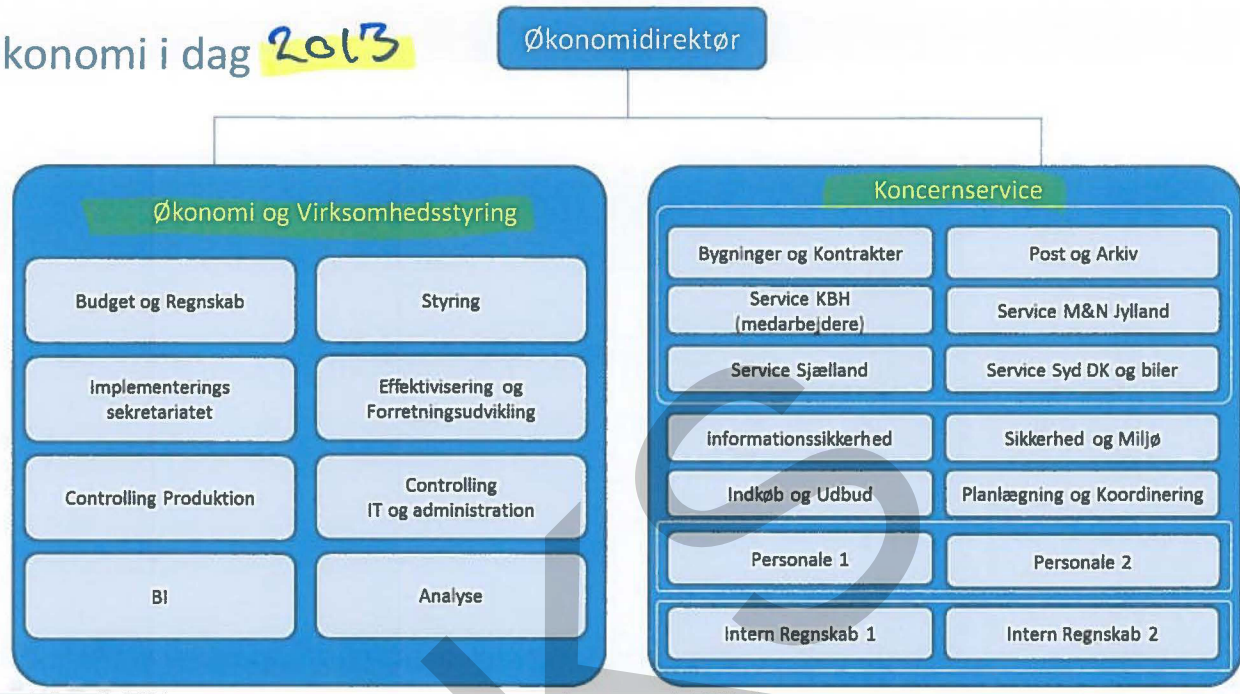 konomi i dag 2013
Økonomidirektør
Økonomi og Virksomhedsstyring
Budget og Regnskab
Styring
Implementerings
sekretariatet
Effektivisering og
Forretningsudvikling
Controlling Produktion
Controlling
IT og administration
BI
Analyse
Koncernservice
Bygninger og Kontrakter
Post og Arkiv
Service KBH
(medarbejdere)
Service M&N Jylland
Service Sjælland
Service Syd DK og biler
Informationssikkerhed
Sikkerhed og Miljø
Indkøb og Udbud
Planlægning og Koordinering
Personale 1
Personale 2
Intern Regnskab 1
Intern Regnskab 2